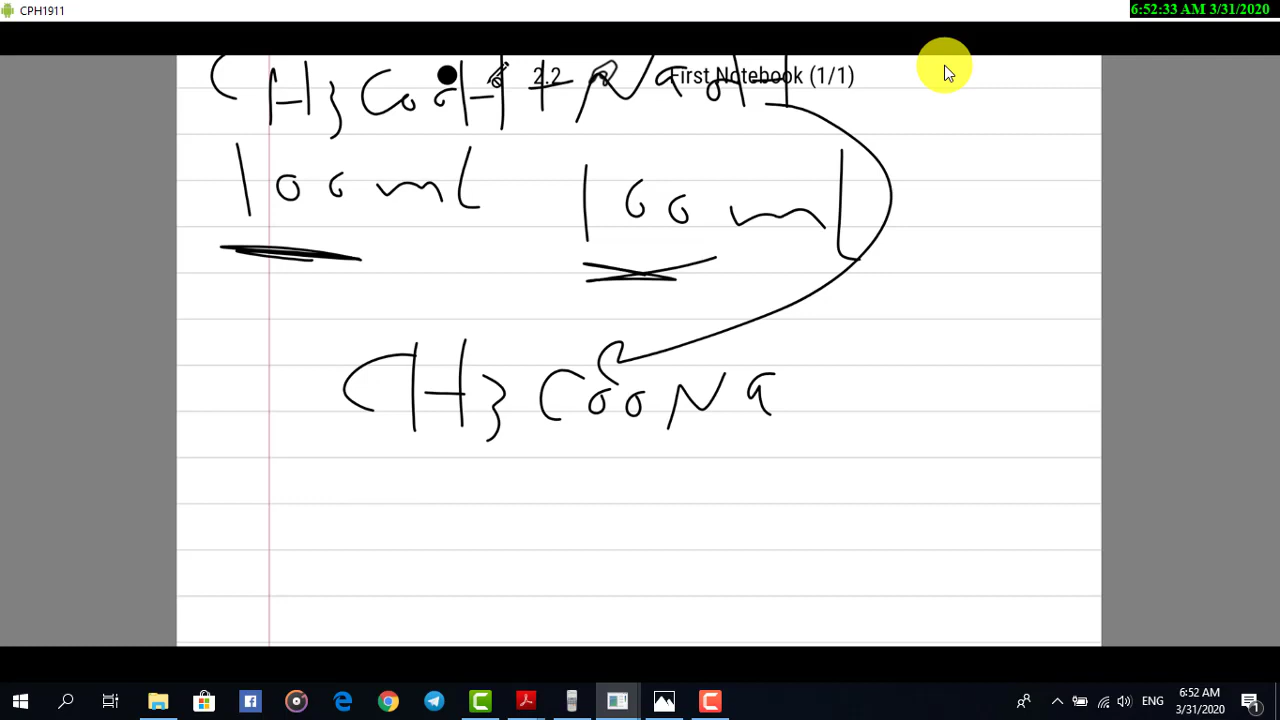 CPH1911
6:52:33 AM 3/31/2020
2.2 First Notebook (1/1)
CH3CooH + NaoH
100 ml 100 ml
CH3CooNa
ENG
6:52 AM
3/31/2020